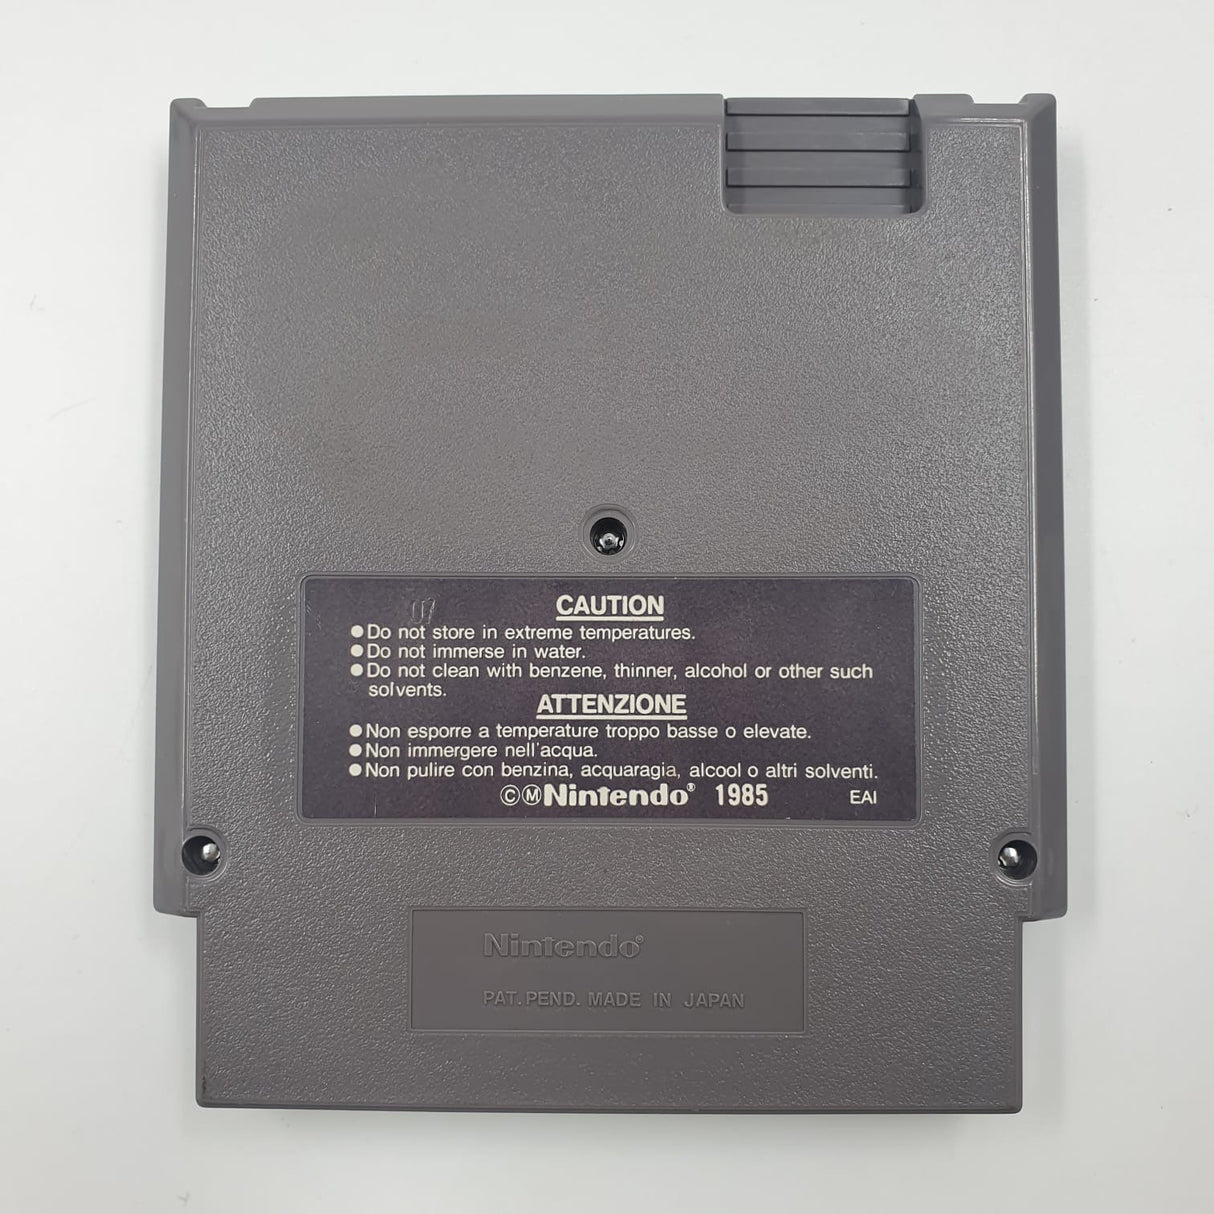 07
CAUTION
●Do not store in extreme temperatures.
●Do not immerse in water.
●Do not clean with benzene, thinner, alcohol or other such
solvents.
ATTENZIONE
●Non esporre a temperature troppo basse o elevate.
●Non immergere nell'acqua.
●Non pulire con benzina, acquaragia, alcool o altri solventi.
©ⓂNintendo® 1985 EAI
Nintendo®
PAT. PEND. MADE IN JAPAN